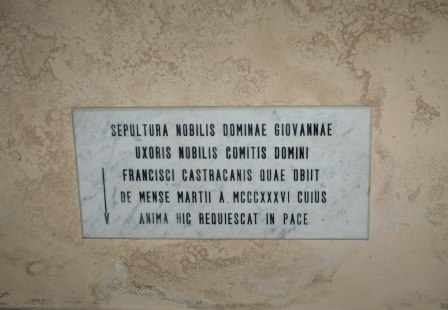 SEPULTURA NOBILIS DOMINAE GIOVANNAE
UXORIS NOBILIS COMITIS DOMINI
FRANCISCI CASTRACANIS QUAE OBIIT
DE MENSE MARTII A. MCCCXXXVI CUIUS
ANIMA HIC REQUIESCAT IN PACE